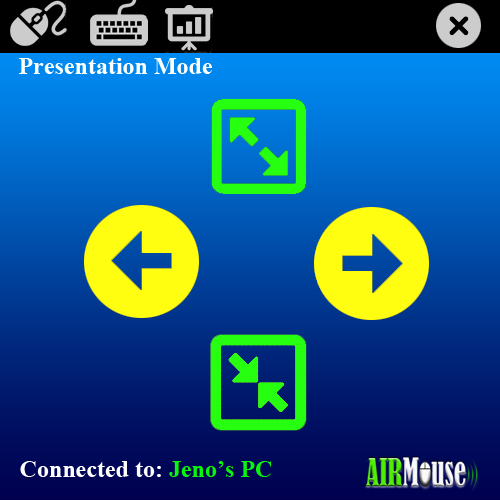 Presentation Mode
Connected to: Jeno's PC
AIRMouse